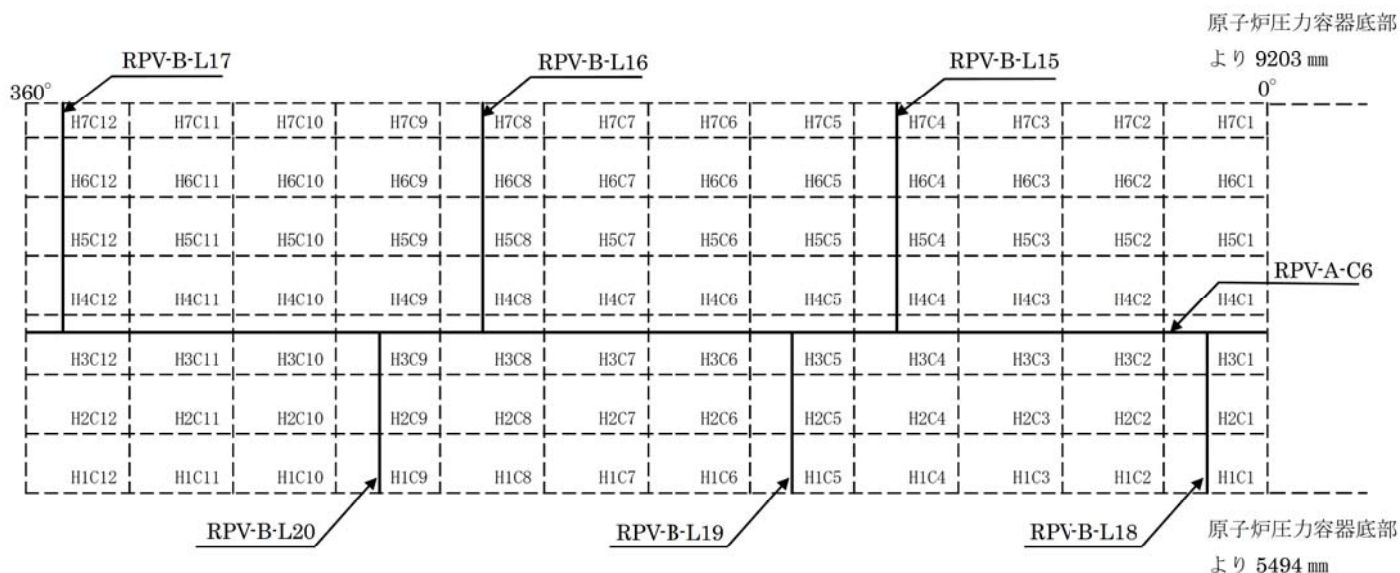 原子炉圧力容器底部
より 9203 mm
RPV-B-L17
RPV-B-L16
RPV-B-L15
360°
0°
H7C12 H7C11 H7C10 H7C9 H7C8 H7C7 H7C6 H7C5 H7C4 H7C3 H7C2 H7C1
H6C12 H6C11 H6C10 H6C9 H6C8 H6C7 H6C6 H6C5 H6C4 H6C3 H6C2 H6C1
H5C12 H5C11 H5C10 H5C9 H5C8 H5C7 H5C6 H5C5 H5C4 H5C3 H5C2 H5C1
RPV-A-C6
H4C12 H4C11 H4C10 H4C9 H4C8 H4C7 H4C6 H4C5 H4C4 H4C3 H4C2 H4C1
H3C12 H3C11 H3C10 H3C9 H3C8 H3C7 H3C6 H3C5 H3C4 H3C3 H3C2 H3C1
H2C12 H2C11 H2C10 H2C9 H2C8 H2C7 H2C6 H2C5 H2C4 H2C3 H2C2 H2C1
H1C12 H1C11 H1C10 H1C9 H1C8 H1C7 H1C6 H1C5 H1C4 H1C3 H1C2 H1C1
RPV-B-L20
RPV-B-L19
RPV-B-L18
原子炉圧力容器底部
より 5494 mm